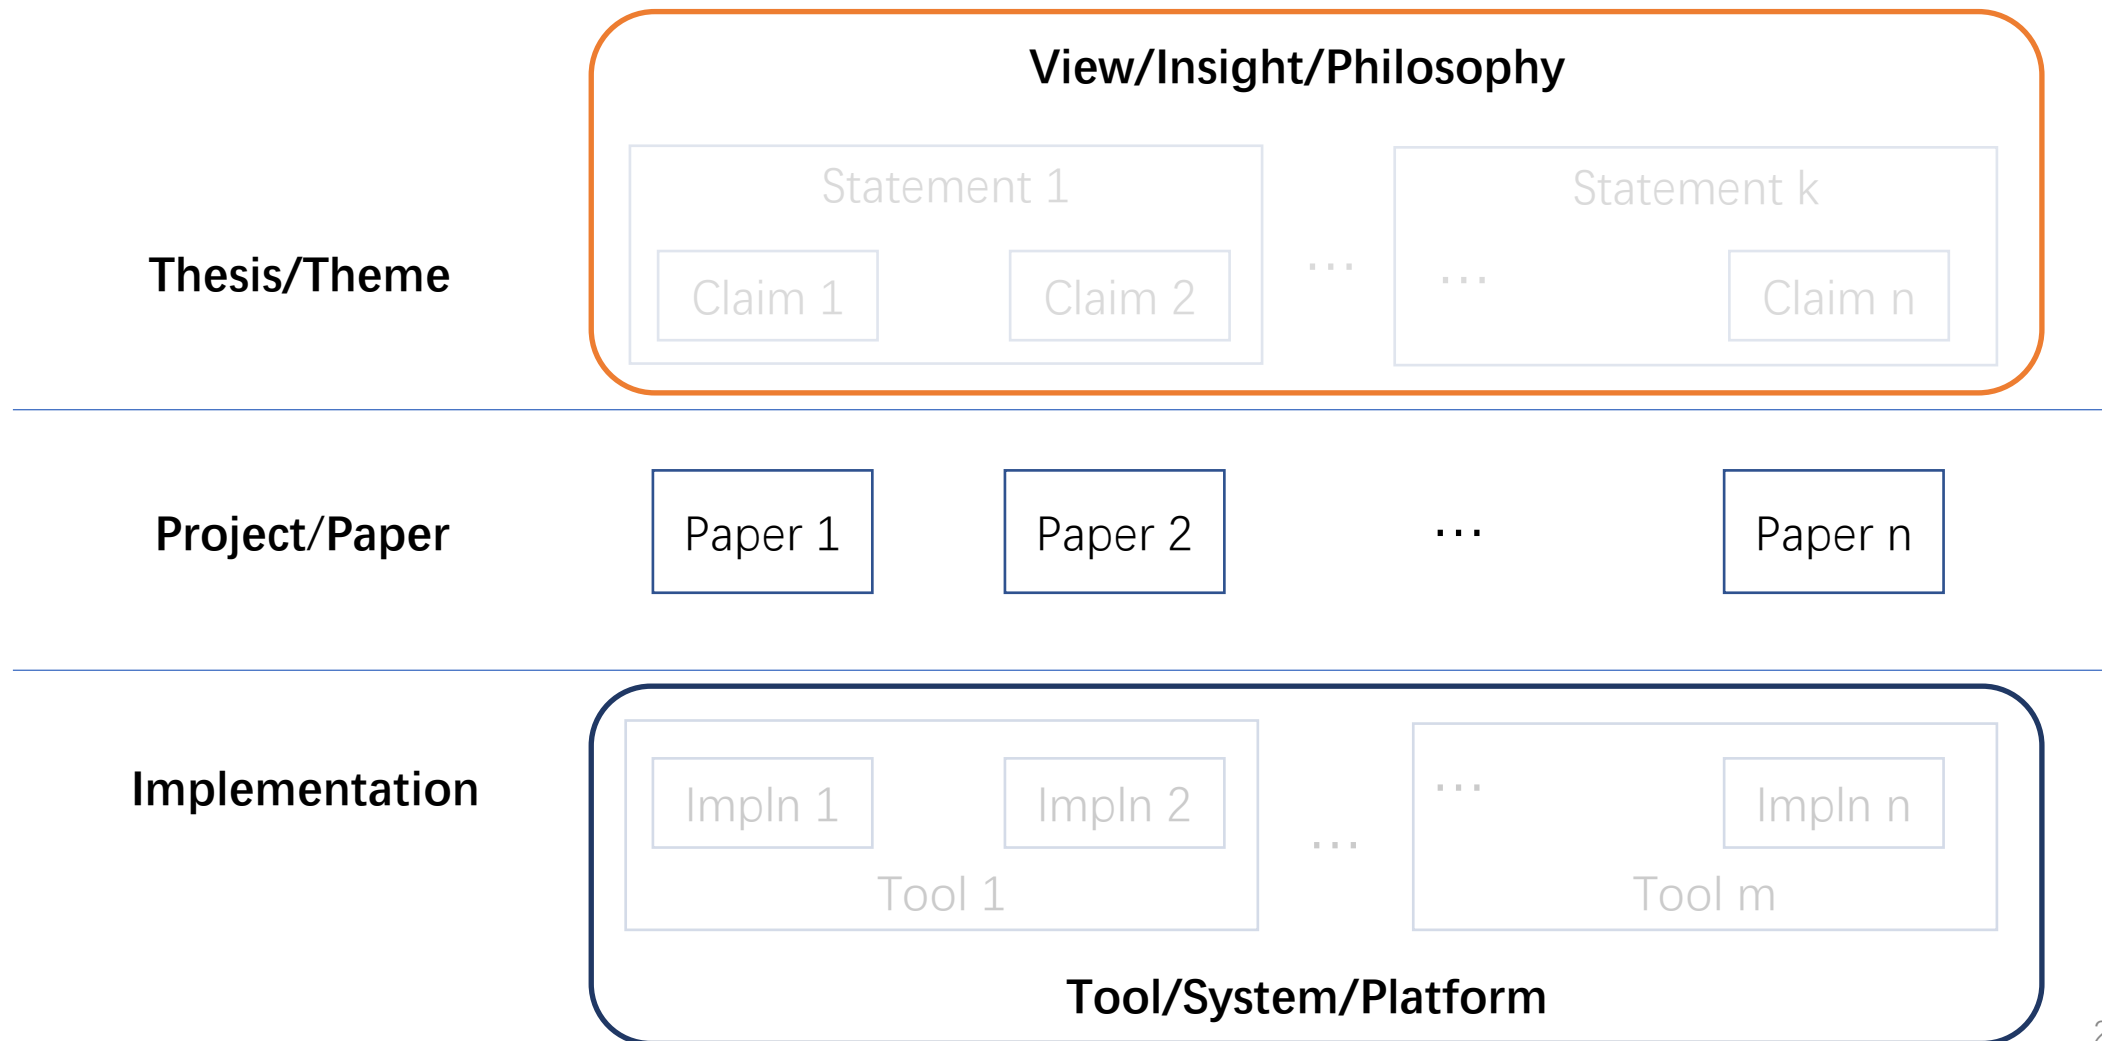 View/Insight/Philosophy
Statement 1
Statement k
Thesis/Theme
Claim 1
Claim 2
...
...
Claim n
Project/Paper
Paper 1
Paper 2
...
Paper n
Implementation
Impln 1
Impln 2
...
...
Impln n
Tool 1
Tool m
Tool/System/Platform